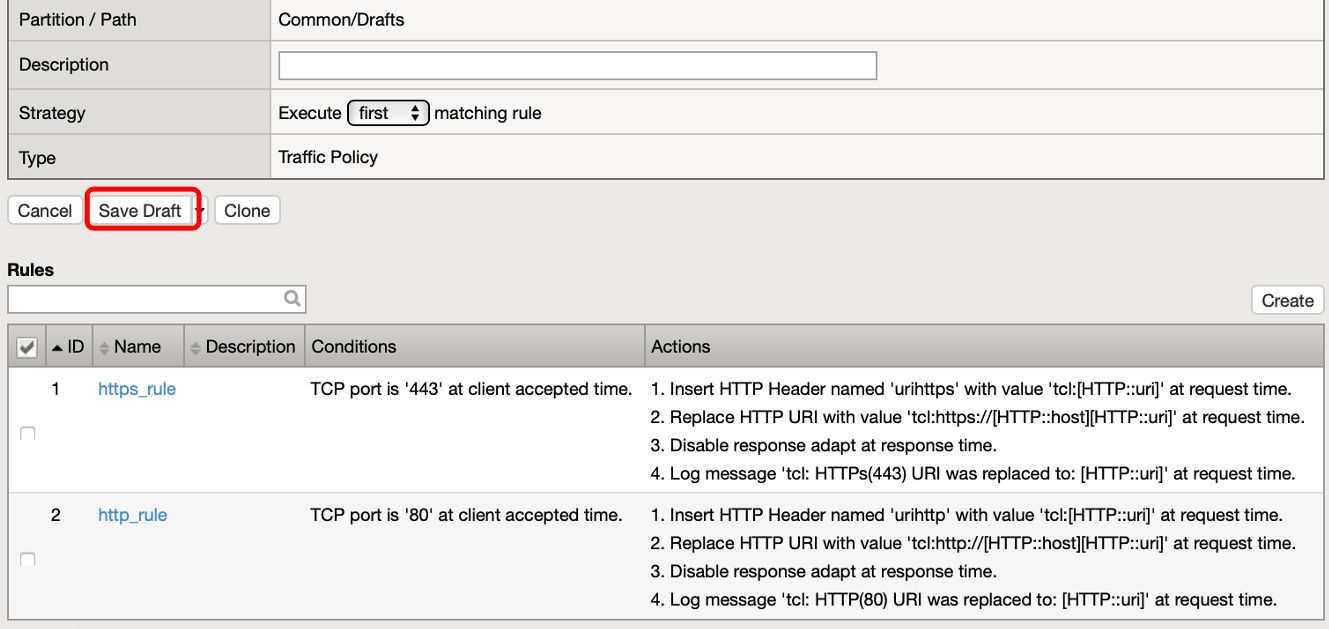 Partition / Path Common/Drafts
Description
Strategy Execute first matching rule
Type Traffic Policy
Cancel Save Draft Clone
Rules
Create
ID Name Description Conditions Actions
1 https_rule TCP port is '443' at client accepted time. 1. Insert HTTP Header named 'urihttps' with value 'tcl:[HTTP::uri]' at request time.
2. Replace HTTP URI with value 'tcl:https://[HTTP::host][HTTP::uri]' at request time.
3. Disable response adapt at response time.
4. Log message 'tcl: HTTPs(443) URI was replaced to: [HTTP::uri]' at request time.
2 http_rule TCP port is '80' at client accepted time. 1. Insert HTTP Header named 'urihttp' with value 'tcl:[HTTP::uri]' at request time.
2. Replace HTTP URI with value 'tcl:http://[HTTP::host][HTTP::uri]' at request time.
3. Disable response adapt at response time.
4. Log message 'tcl: HTTP(80) URI was replaced to: [HTTP::uri]' at request time.